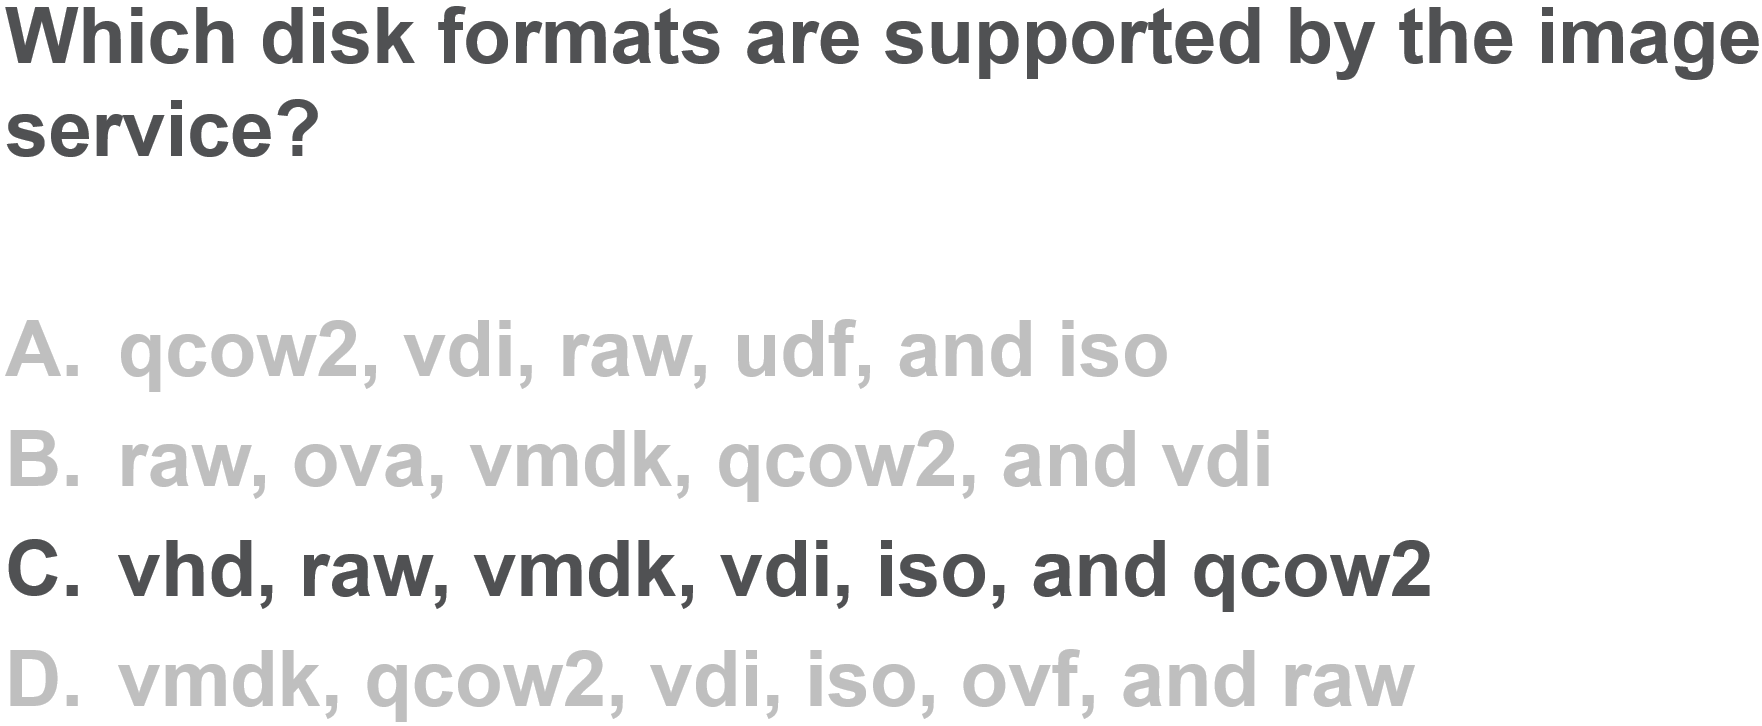 Which disk formats are supported by the image
service?
A. qcow2, vdi, raw, udf, and iso
B. raw, ova, vmdk, qcow2, and vdi
C. vhd, raw, vmdk, vdi, iso, and qcow2
D. vmdk, qcow2, vdi, iso, ovf, and raw